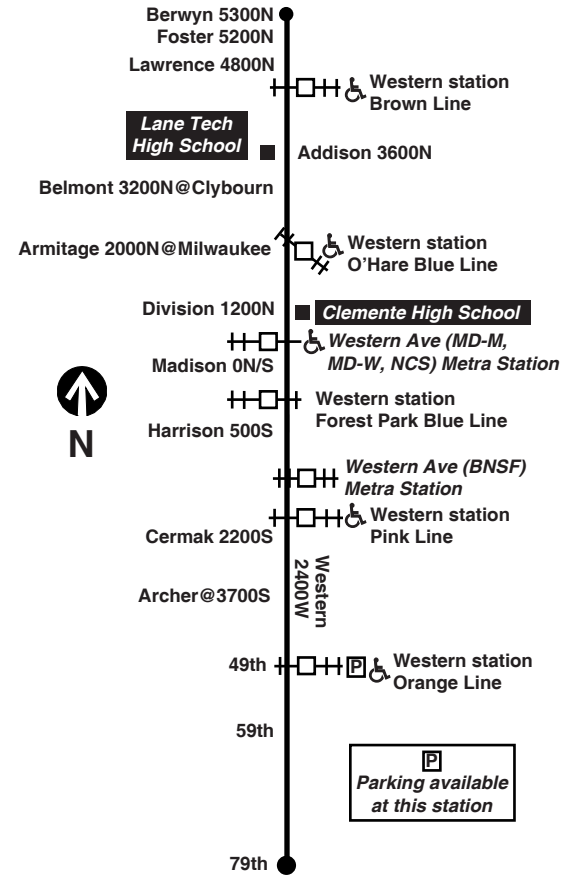 Berwyn 5300N
Foster 5200N
Lawrence 4800N
Western station
Brown Line
Lane Tech
High School
Addison 3600N
Belmont 3200N@Clybourn
Armitage 2000N@Milwaukee
Western station
O'Hare Blue Line
Division 1200N
Clemente High School
Western Ave (MD-M,
MD-W, NCS) Metra Station
Madison 0N/S
Western station
Forest Park Blue Line
N
Harrison 500S
Western Ave (BNSF)
Metra Station
Western station
Pink Line
Cermak 2200S
Western
2400W
Archer@3700S
49th
P
Western station
Orange Line
59th
P
Parking available
at this station
79th